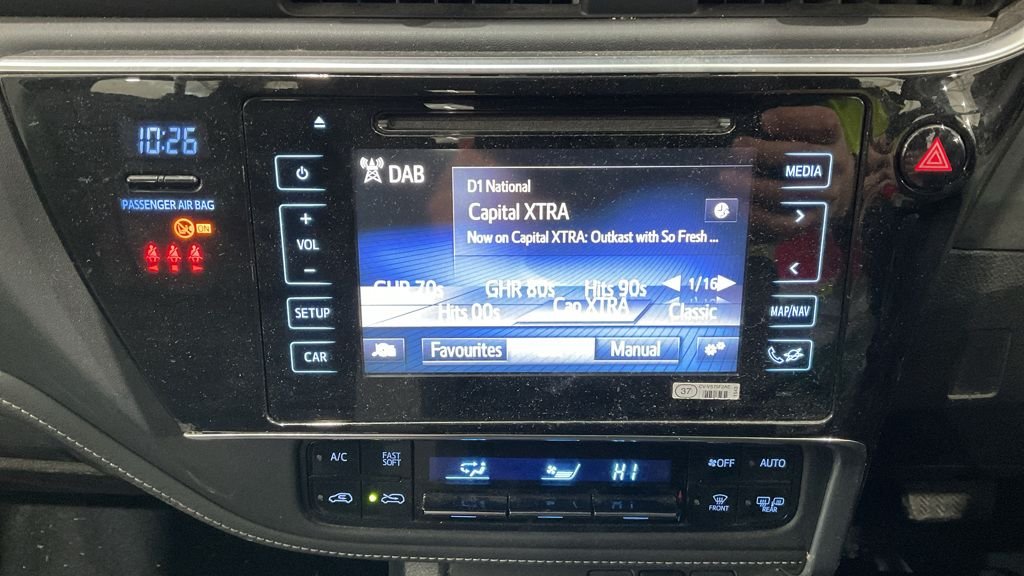 10:26
PASSENGER AIR BAG
ON
VOL
SETUP
CAR
DAB
D1 National
Capital XTRA
Now on Capital XTRA: Outkast with So Fresh ...
GHR 70s GHR 80s Hits 90s 1/16
Hits 00s Cap XTRA Classic
Favourites Manual
MEDIA
MAP/NAV
37
A/C
FAST
SOFT
HI
OFF
AUTO
FRONT
REAR